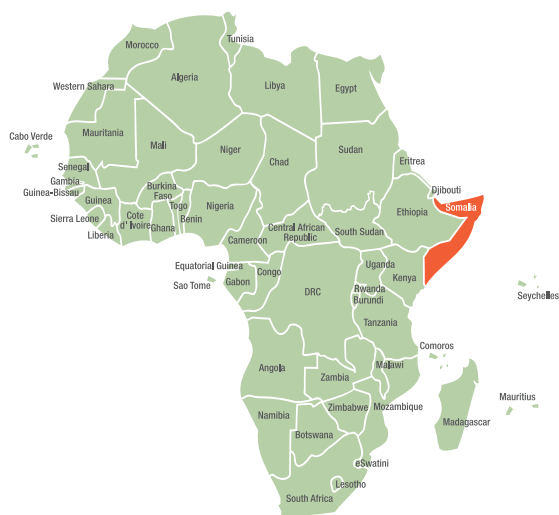 Tunisia
Morocco
Algeria
Libya
Egypt
Western Sahara
Mauritania
Mali
Niger
Chad
Sudan
Eritrea
Cabo Verde
Senegal
Gambia
Guinea-Bissau
Guinea
Sierra Leone
Liberia
Cote
d' Ivoire
Burkina
Faso
Ghana
Togo
Benin
Nigeria
Cameroon
Central African
Republic
South Sudan
Ethiopia
Djibouti
Somalia
Equatorial Guinea
Sao Tome
Gabon
Congo
DRC
Uganda
Kenya
Rwanda
Burundi
Tanzania
Seychelles
Comoros
Angola
Zambia
Malawi
Mozambique
Zimbabwe
Namibia
Botswana
Madagascar
Mauritius
eSwatini
Lesotho
South Africa